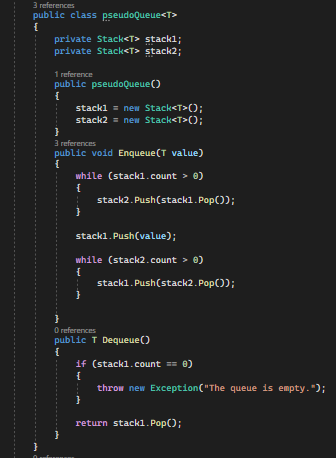 3 references
public class pseudoQueue<T>
{
private Stack<T> stack1;
private Stack<T> stack2;
1 reference
public pseudoQueue()
{
stack1 = new Stack<T>();
stack2 = new Stack<T>();
}
3 references
public void Enqueue(T value)
{
while (stack1.count > 0)
{
stack2.Push(stack1.Pop());
}
stack1.Push(value);
while (stack2.count > 0)
{
stack1.Push(stack2.Pop());
}
}
0 references
public T Dequeue()
{
if (stack1.count == 0)
{
throw new Exception("The queue is empty.");
}
return stack1.Pop();
}
}
0 references